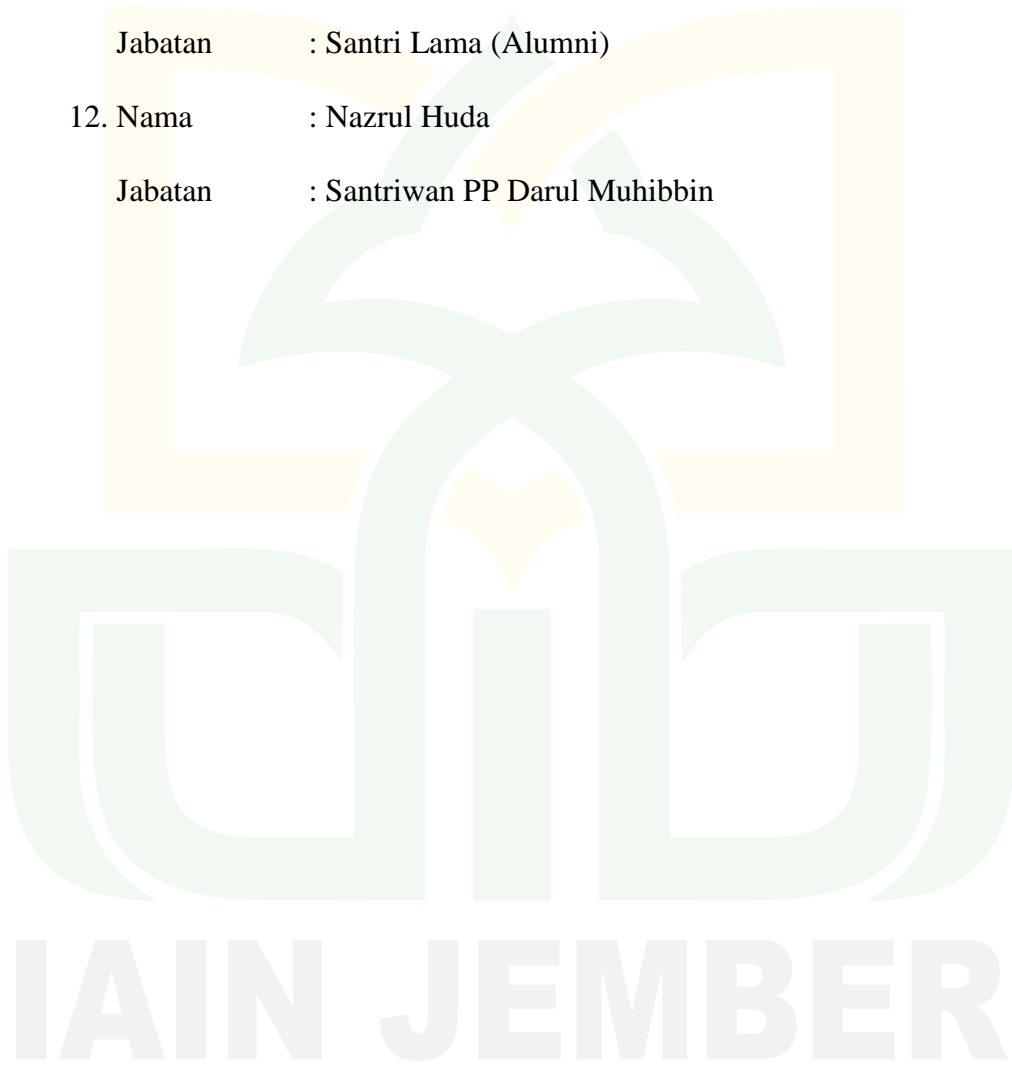 Jabatan : Santri Lama (Alumni)
12. Nama : Nazrul Huda
Jabatan : Santriwan PP Darul Muhibbin
IAIN JEMBER